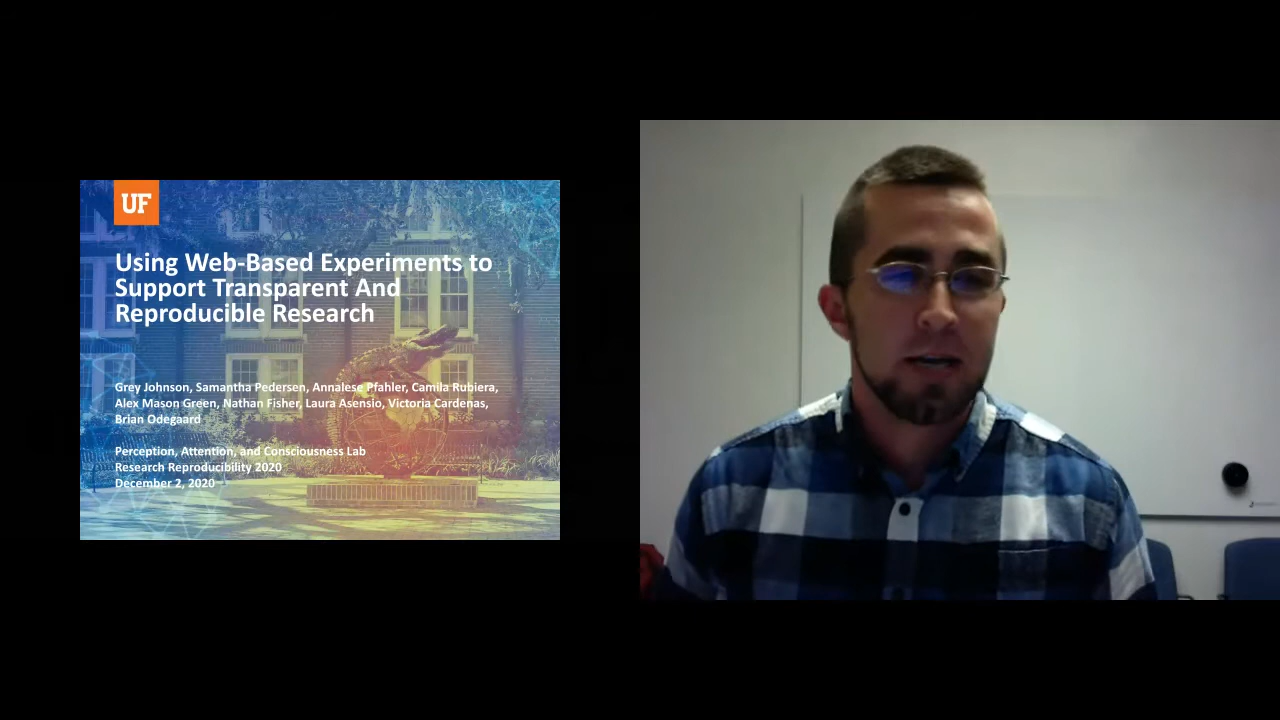 UF
Using Web-Based Experiments to
Support Transparent And
Reproducible Research
Grey Johnson, Samantha Pedersen, Annalese Pfahler, Camila Rubiera,
Alex Mason Green, Nathan Fisher, Laura Asensio, Victoria Cardenas,
Brian Odegaard
Perception, Attention, and Consciousness Lab
Research Reproducibility 2020
December 2, 2020